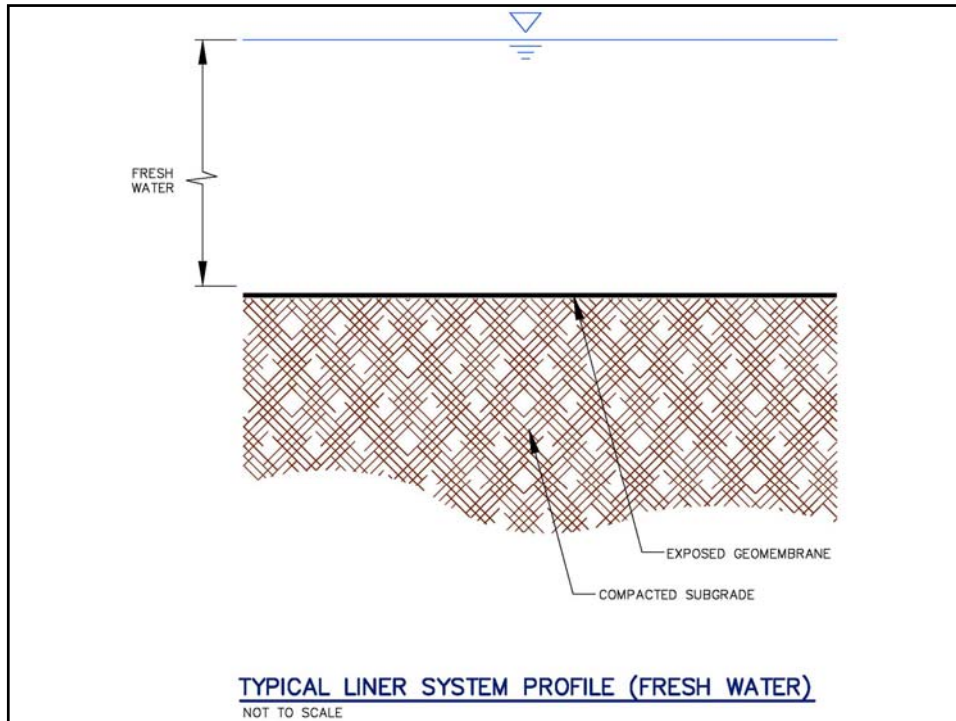 FRESH
WATER
EXPOSED GEOMEMBRANE
COMPACTED SUBGRADE
TYPICAL LINER SYSTEM PROFILE (FRESH WATER)
NOT TO SCALE